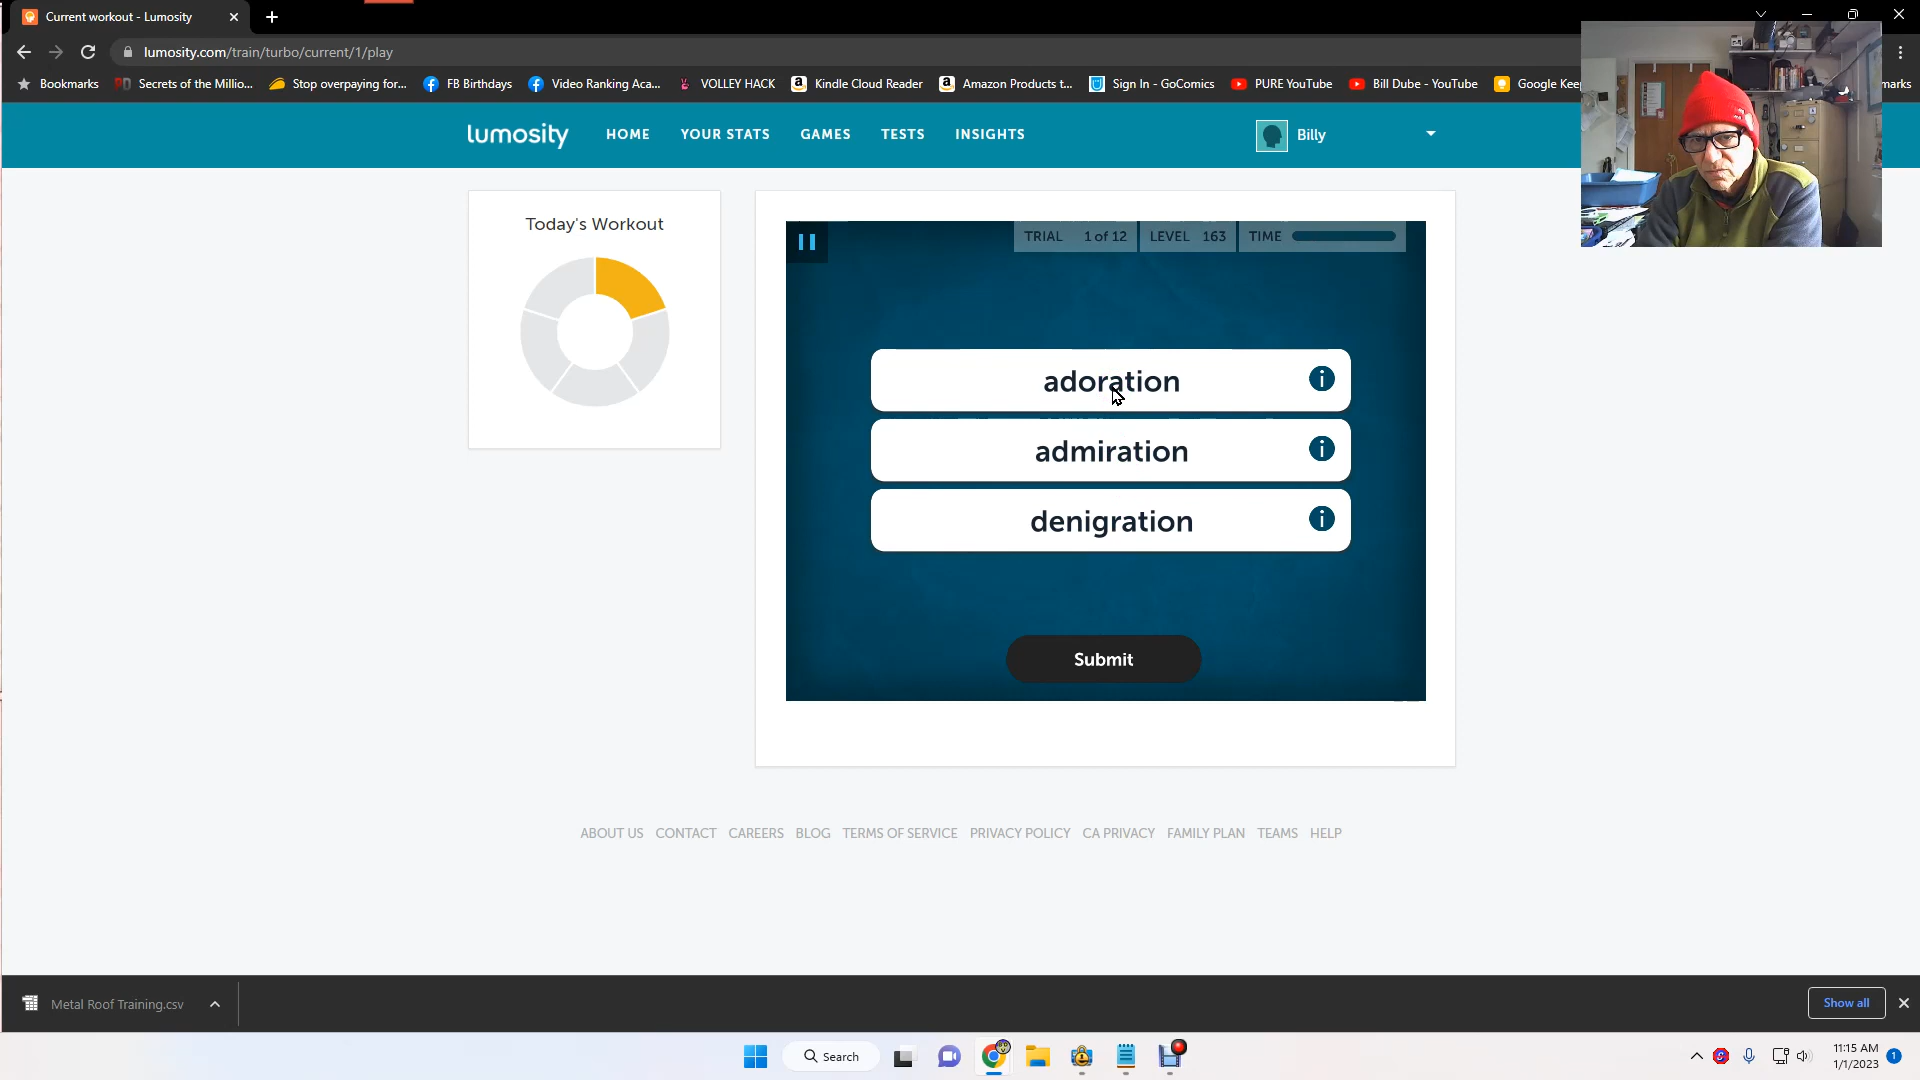 Current workout - Lumosity
lumosity.com/train/turbo/current/1/play
Bookmarks Secrets of the Millio... Stop overpaying for... FB Birthdays Video Ranking Aca... VOLLEY HACK Kindle Cloud Reader Amazon Products t... Sign In - GoComics PURE YouTube Bill Dube - YouTube Google Kee marks
lumosity HOME YOUR STATS GAMES TESTS INSIGHTS Billy
Today's Workout
TRIAL 1 of 12 LEVEL 163 TIME
adoration
admiration
denigration
Submit
ABOUT US CONTACT CAREERS BLOG TERMS OF SERVICE PRIVACY POLICY CA PRIVACY FAMILY PLAN TEAMS HELP
Metal Roof Training.csv
Show all
Search
11:15 AM
1/1/2023
1